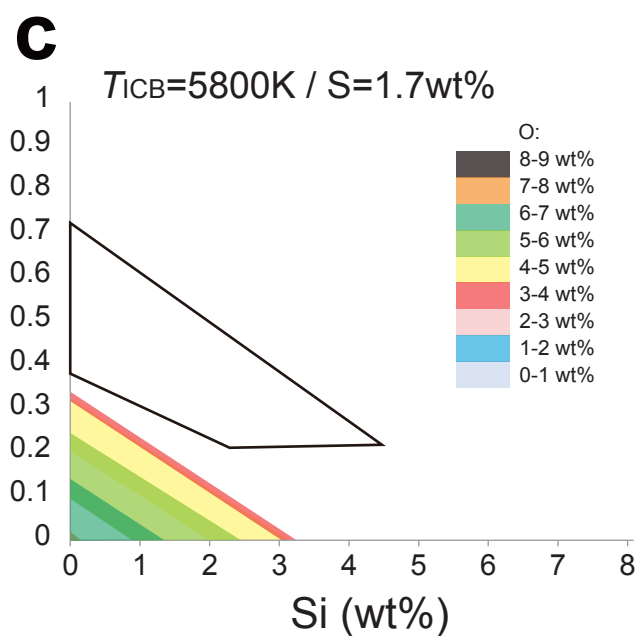 c
TICB=5800K / S=1.7wt%
1
0.9
0.8
0.7
0.6
0.5
0.4
0.3
0.2
0.1
0
0 1 2 3 4 5 6 7 8
Si (wt%)
O:
8-9 wt%
7-8 wt%
6-7 wt%
5-6 wt%
4-5 wt%
3-4 wt%
2-3 wt%
1-2 wt%
0-1 wt%